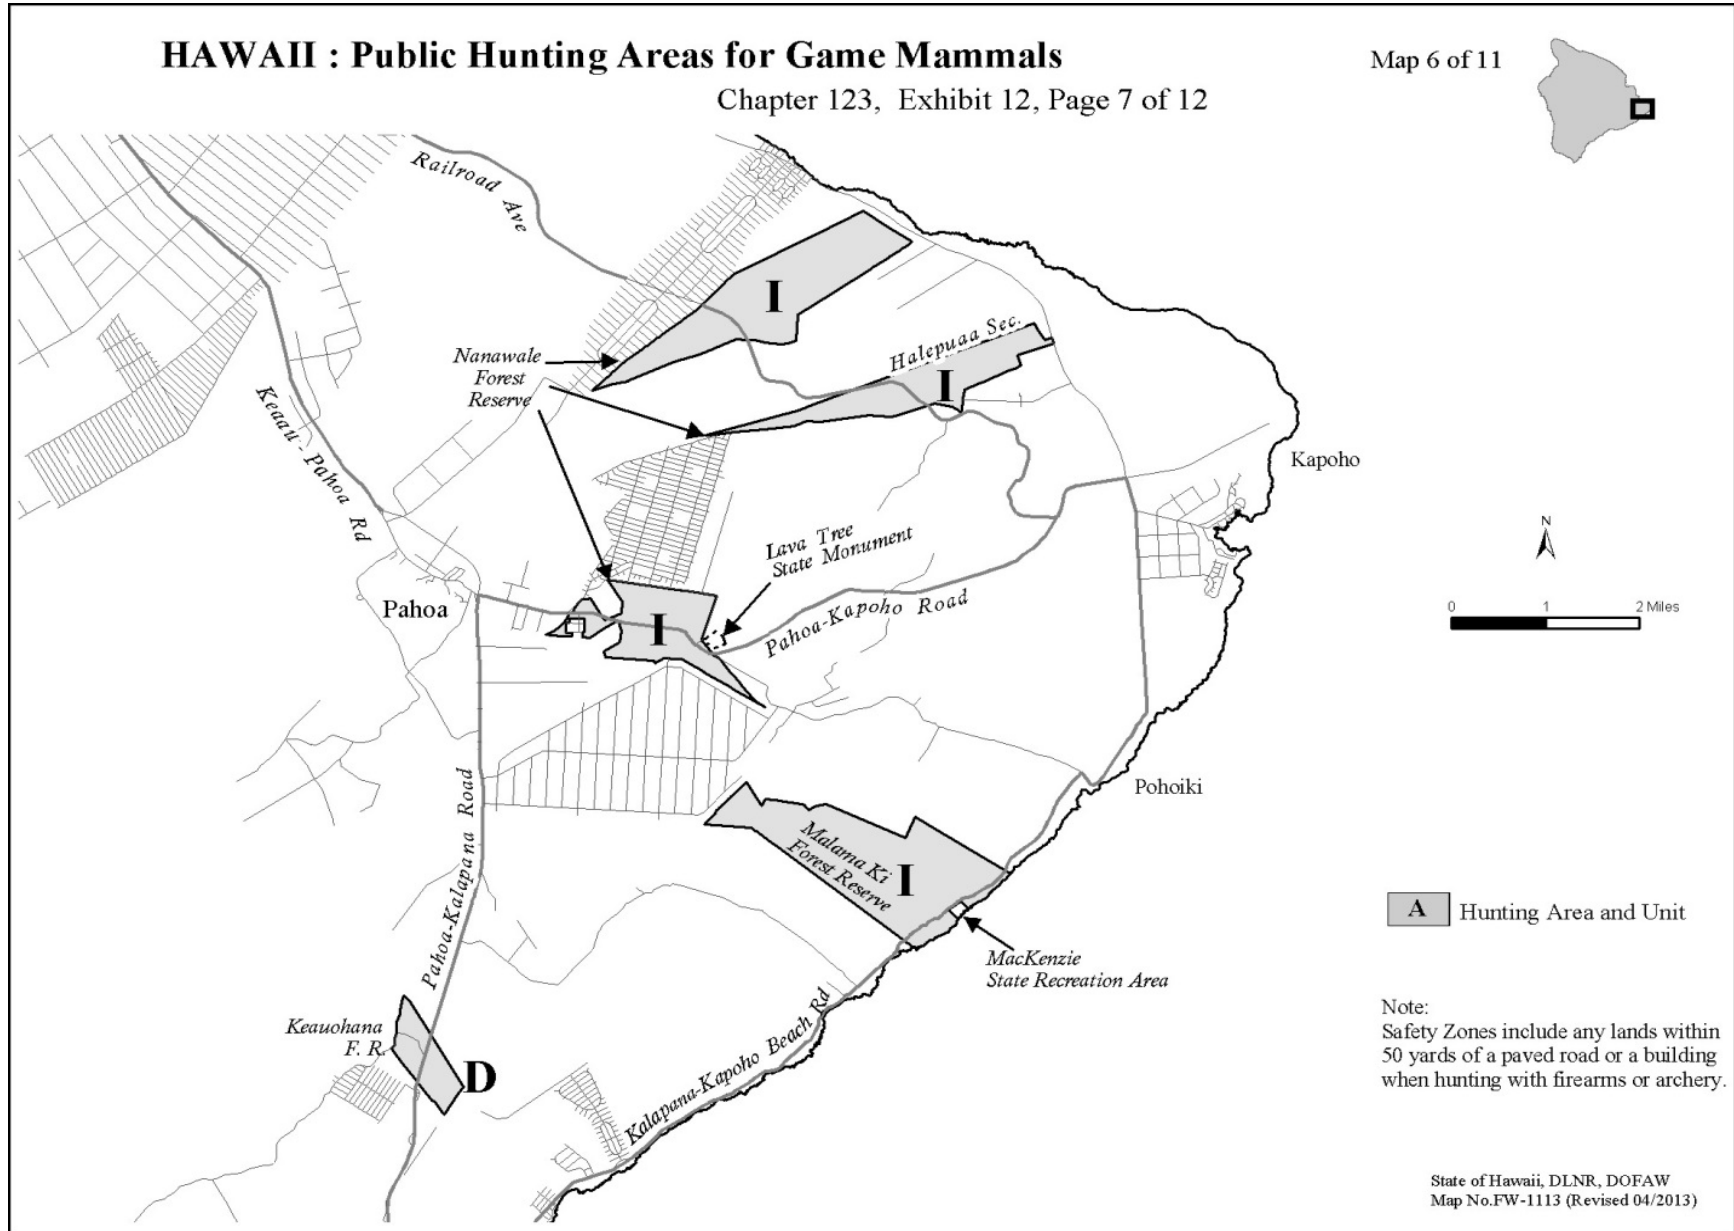 HAWAII : Public Hunting Areas for Game Mammals
Chapter 123, Exhibit 12, Page 7 of 12
Map 6 of 11
Railroad Ave
I
Halepuaa Sec.
I
Nanawale
Forest
Reserve
Keaau - Pahoa Rd
Kapoho
N
Lava Tree
State Monument
Pahoa
I
Pahoa-Kapoho Road
0 1 2 Miles
Pohoiki
Pahoa-Kalapana Road
Malama Ki
Forest Reserve
I
A Hunting Area and Unit
MacKenzie
State Recreation Area
Keauohana
F. R.
D
Kalapana-Kapoho Beach Rd
Note:
Safety Zones include any lands within
50 yards of a paved road or a building
when hunting with firearms or archery.
State of Hawaii, DLNR, DOFAW
Map No.FW-1113 (Revised 04/2013)